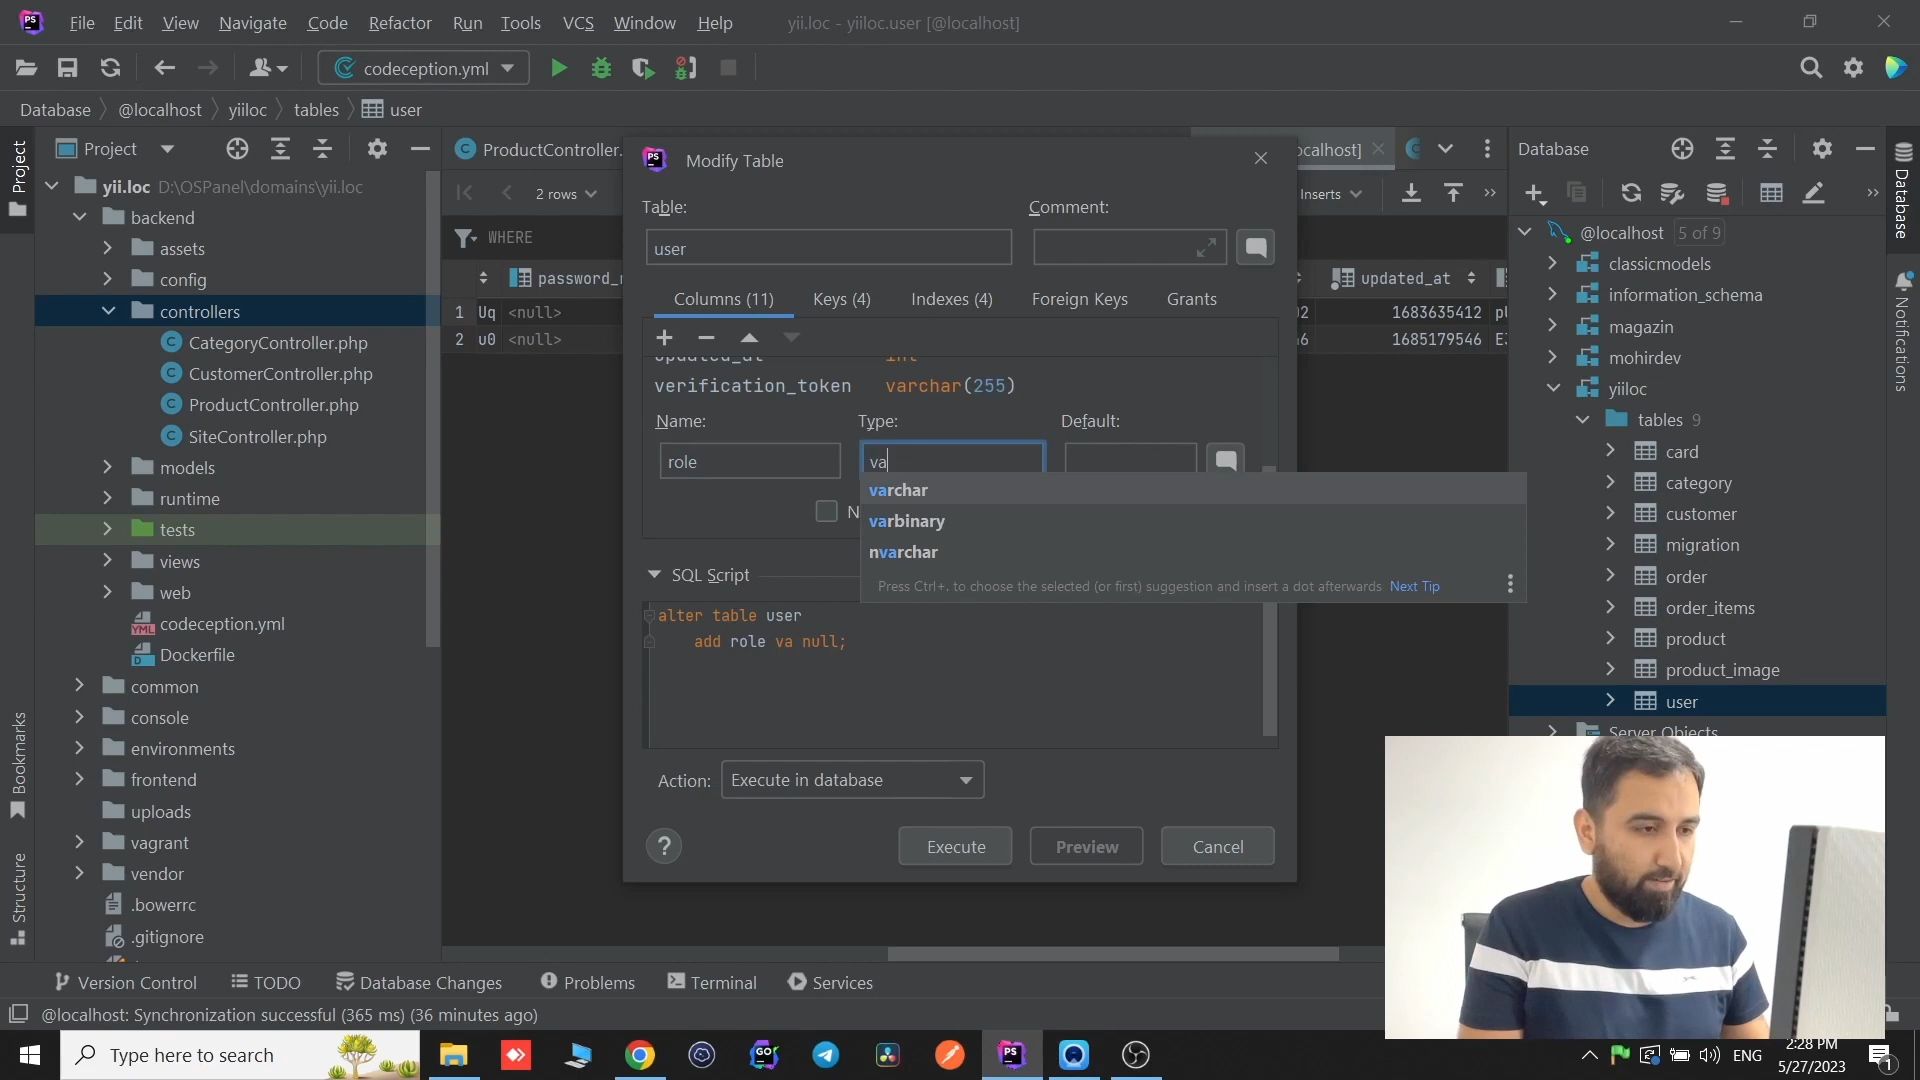 File Edit View Navigate Code Refactor Run Tools VCS Window Help yii.loc - yiiloc.user [@localhost]
codeception.yml
Database @localhost yiiloc tables user
Project
Project
yii.loc D:\OSPanel\domains\yii.loc
backend
assets
config
controllers
CategoryController.php
CustomerController.php
ProductController.php
SiteController.php
models
runtime
tests
views
web
codeception.yml
Dockerfile
common
console
environments
frontend
uploads
vagrant
vendor
.bowerrc
.gitignore
Bookmarks
Structure
ProductController.
ocalhost]
2 rows
Inserts
WHERE
password_
updated_at
1 Uq <null> 1683635412
2 u0 <null> 1685179546
Modify Table
Table: Comment:
user
Columns (11) Keys (4) Indexes (4) Foreign Keys Grants
updated_at int
verification_token varchar(255)
Name: Type: Default:
role va
varchar
varbinary
nvarchar
Press Ctrl+. to choose the selected (or first) suggestion and insert a dot afterwards Next Tip
SQL Script
alter table user
add role va null;
Action: Execute in database
? Execute Preview Cancel
Database
@localhost 5 of 9
classicmodels
information_schema
magazin
mohirdev
yiiloc
tables 9
card
category
customer
migration
order
order_items
product
product_image
user
Server Objects
Database
Notifications
Version Control TODO Database Changes Problems Terminal Services
@localhost: Synchronization successful (365 ms) (36 minutes ago)
Type here to search
ENG
2:28 PM
5/27/2023
1